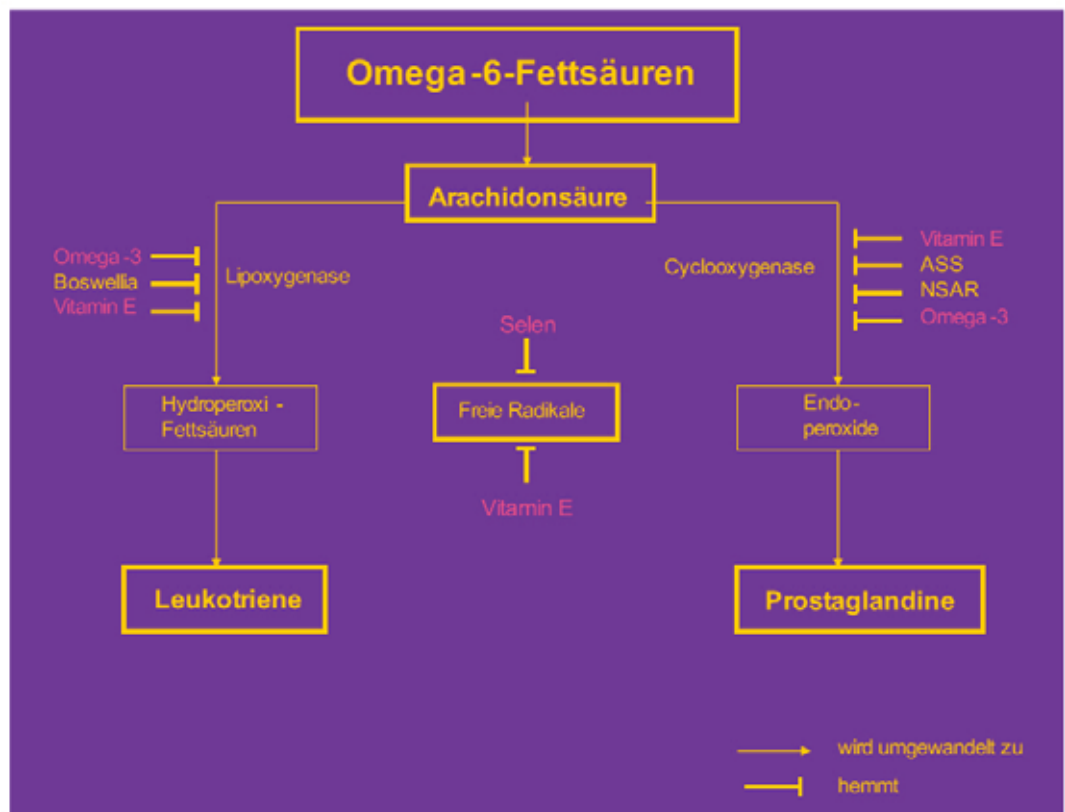 Omega-6-Fettsäuren
Arachidonsäure
Omega-3
Boswellia
Vitamin E
Lipoxygenase
Cyclooxygenase
Vitamin E
ASS
NSAR
Omega-3
Selen
Hydroperoxi-
Fettsäuren
Freie Radikale
Endo-
peroxide
Vitamin E
Leukotriene
Prostaglandine
wird umgewandelt zu
hemmt